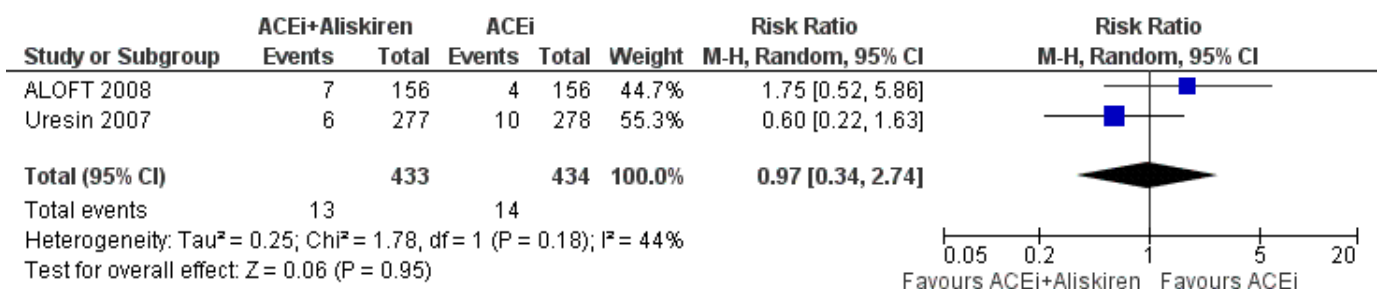 ACEi+Aliskiren ACEi Risk Ratio Risk Ratio
Study or Subgroup Events Total Events Total Weight M-H, Random, 95% CI M-H, Random, 95% CI
ALOFT 2008 7 156 4 156 44.7% 1.75 [0.52, 5.86]
Uresin 2007 6 277 10 278 55.3% 0.60 [0.22, 1.63]
Total (95% CI) 433 434 100.0% 0.97 [0.34, 2.74]
Total events 13 14
Heterogeneity: Tau² = 0.25; Chi² = 1.78, df = 1 (P = 0.18); I² = 44%
Test for overall effect: Z = 0.06 (P = 0.95)
0.05 0.2 1 5 20
Favours ACEi+Aliskiren Favours ACEi